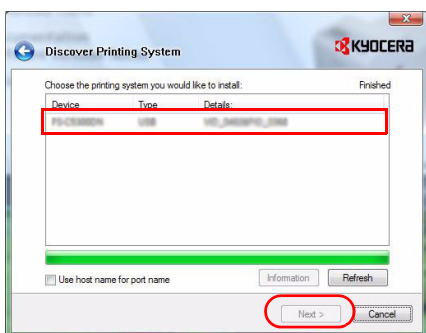 Discover Printing System
KYOCERA
Choose the printing system you would like to install: Finished
Device Type Details:
USB
Use host name for port name
Information Refresh
Next > Cancel